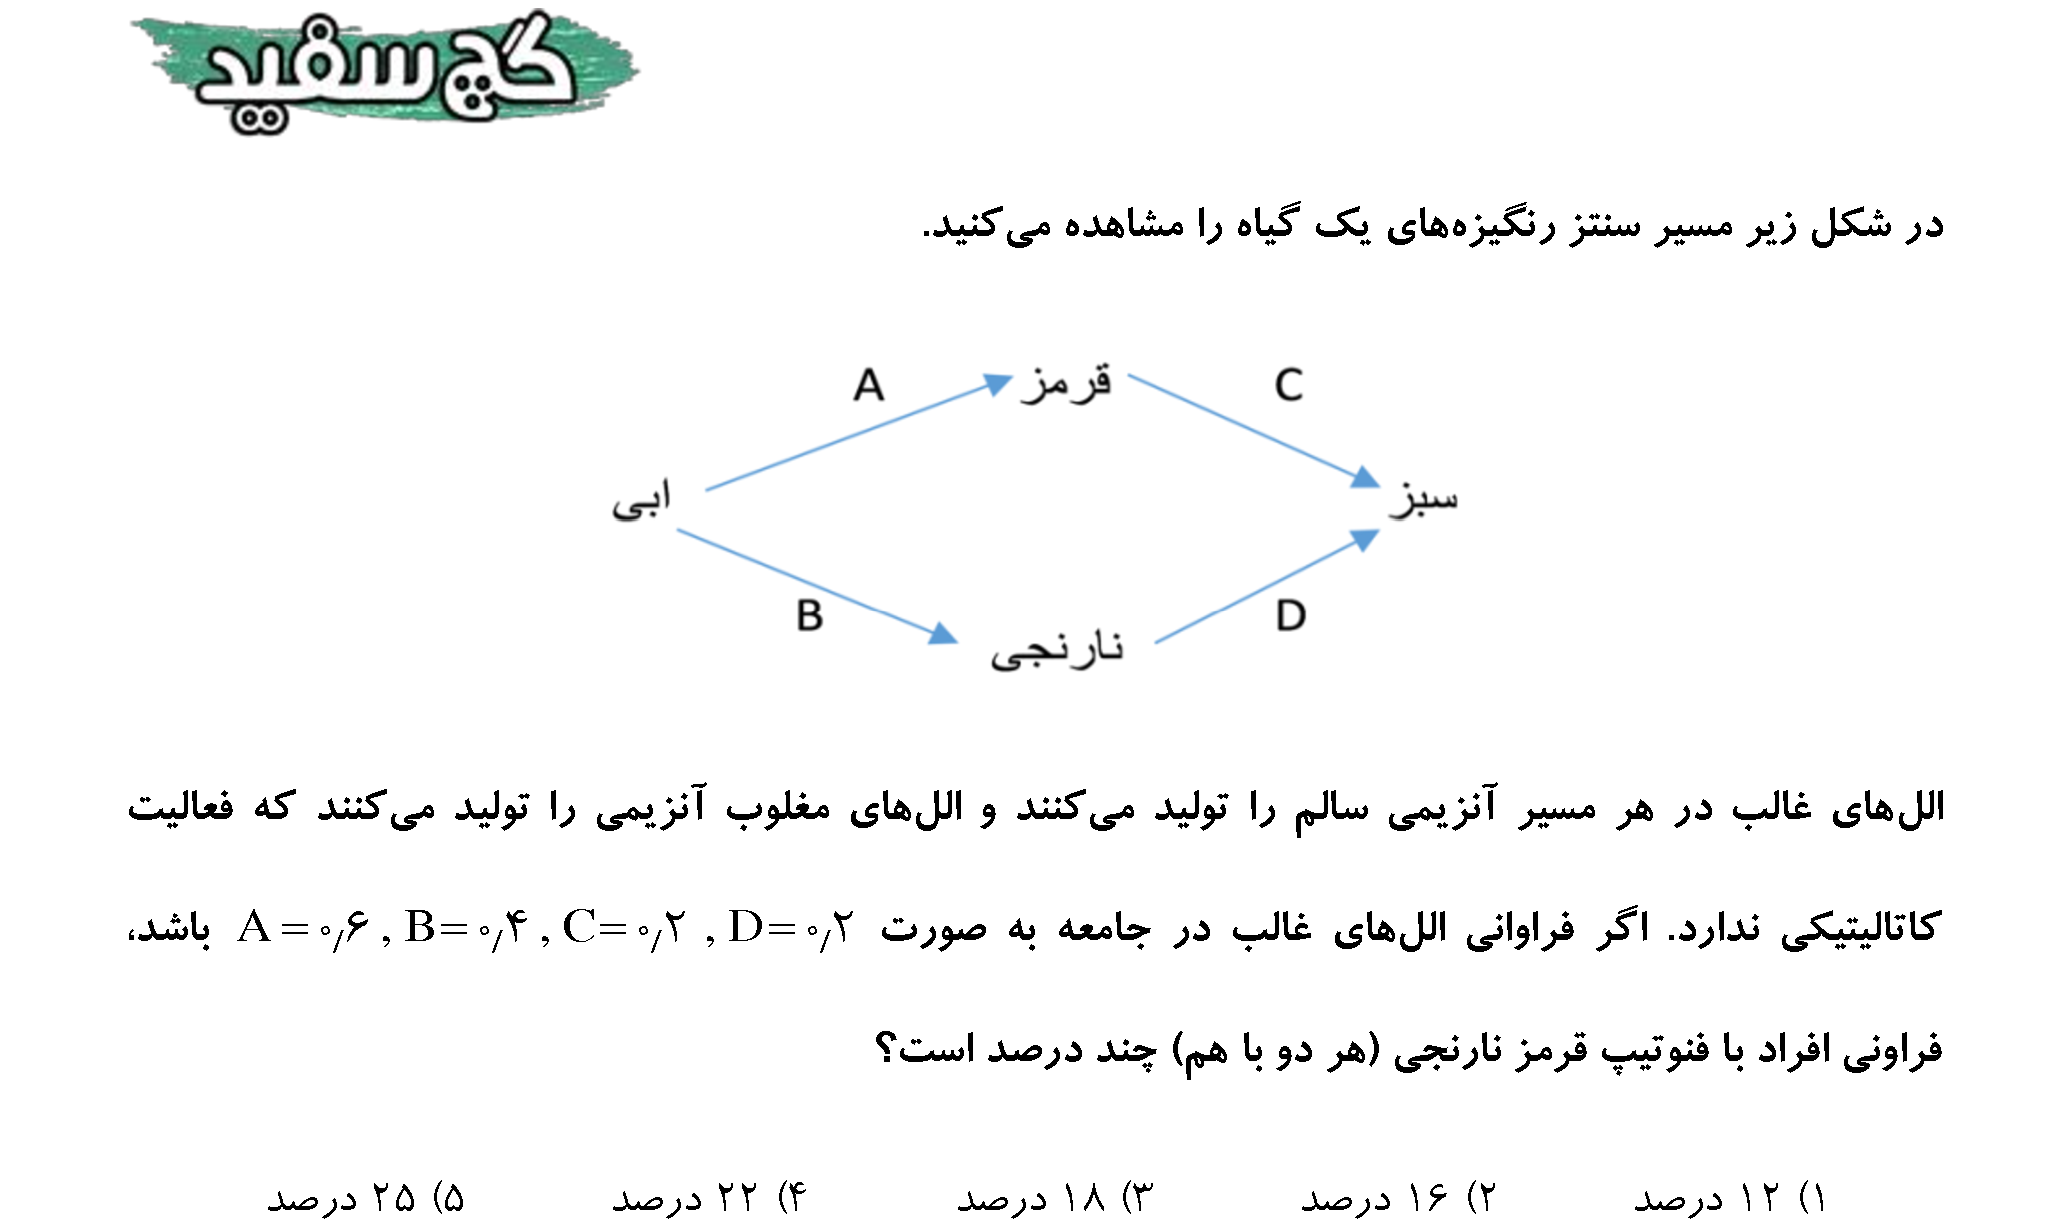 گچ سفید
در شکل زیر مسیر سنتز رنگیزه‌های یک گیاه را مشاهده می‌کنید.
A قرمز C
ابی سبز
B نارنجی D
الل‌های غالب در هر مسیر آنزیمی سالم را تولید می‌کنند و الل‌های مغلوب آنزیمی را تولید می‌کنند که فعالیت
کاتالیتیکی ندارد. اگر فراوانی الل‌های غالب در جامعه به صورت A = ۰/۶ , B= ۰/۴ , C= ۰/۲ , D= ۰/۲ باشد،
فراونی افراد با فنوتیپ قرمز نارنجی (هر دو با هم) چند درصد است؟
۱) ۱۲ درصد ۲) ۱۶ درصد ۳) ۱۸ درصد ۴) ۲۲ درصد ۵) ۲۵ درصد